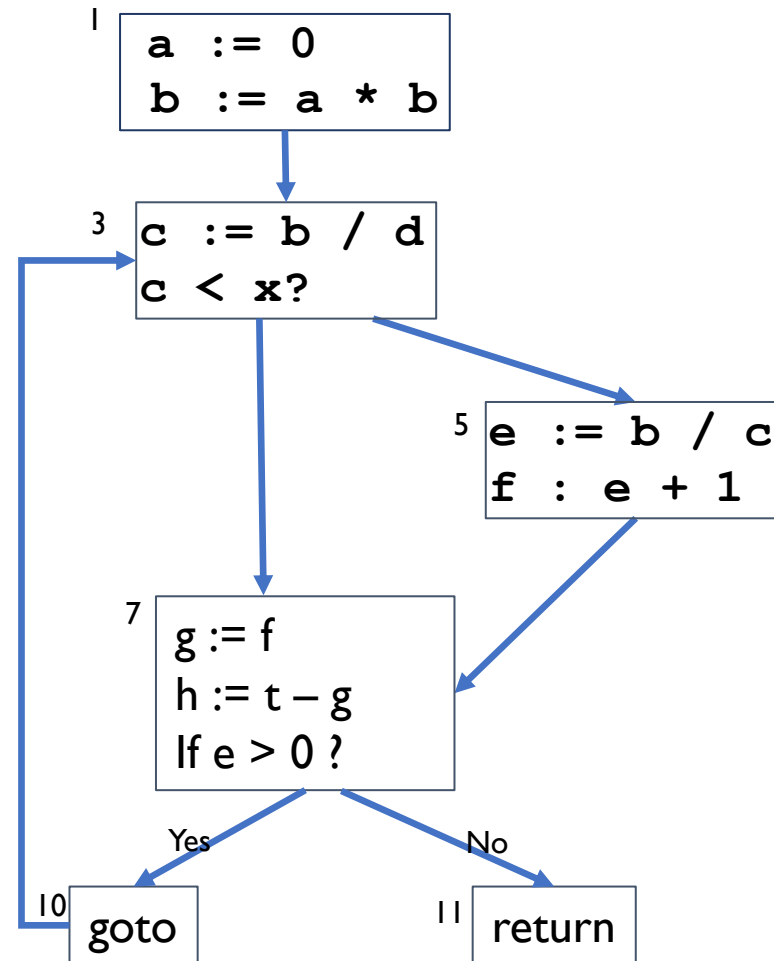 1
a := 0
b := a * b
3
c := b / d
c < x?
5
e := b / c
f : e + 1
7
g := f
h := t – g
If e > 0 ?
Yes
No
10
goto
11
return